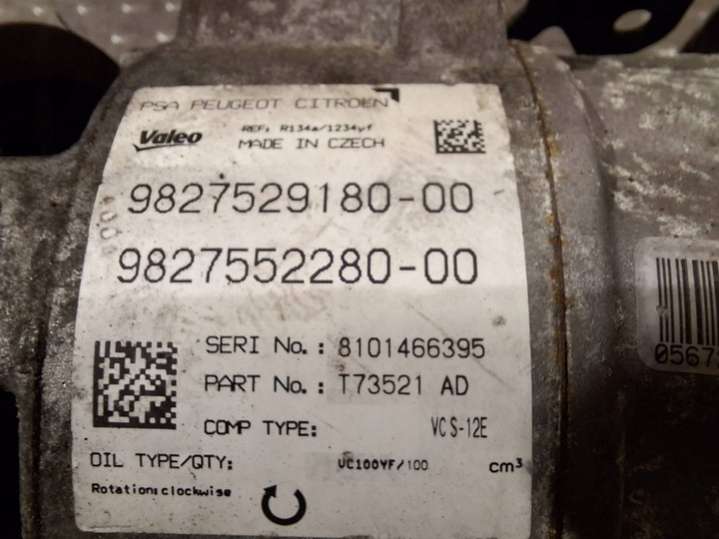 PSA PEUGEOT CITROEN
Valeo
REF: R134a/1234yf
MADE IN CZECH
9827529180-00
9827552280-00
SERI No.: 8101466395
PART No.: T73521 AD
COMP TYPE: VCS-12E
OIL TYPE/QTY: VC100YF/100 cm³
Rotation:clockwise
0567